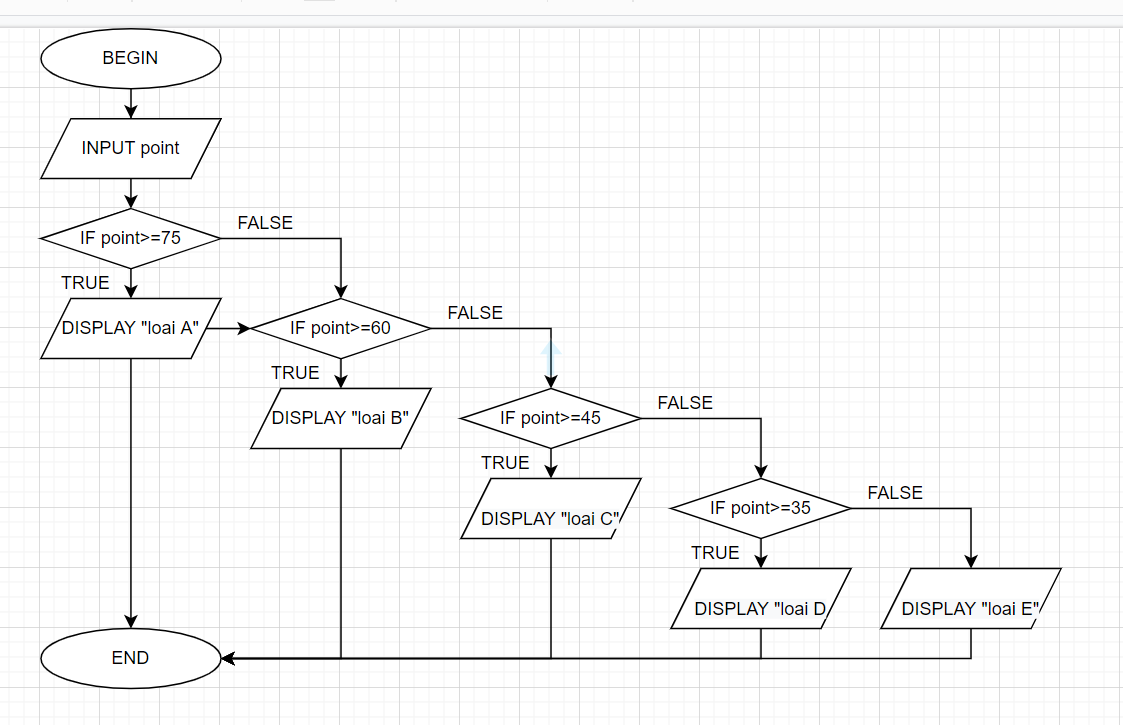 BEGIN
INPUT point
IF point>=75
FALSE
TRUE
DISPLAY "loai A"
IF point>=60
FALSE
TRUE
DISPLAY "loai B"
IF point>=45
FALSE
TRUE
DISPLAY "loai C"
IF point>=35
FALSE
TRUE
DISPLAY "loai D
DISPLAY "loai E"
END